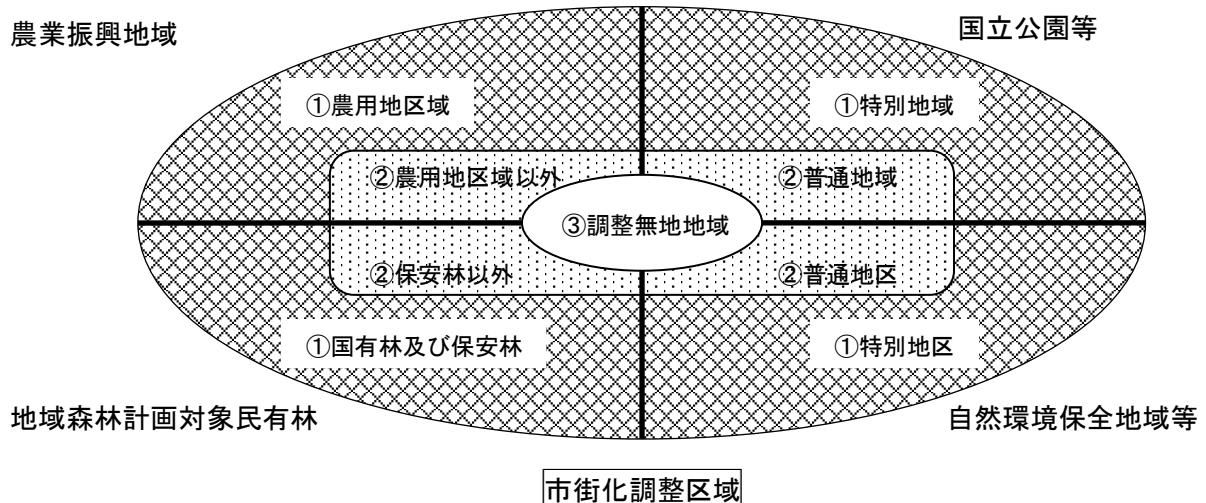 農業振興地域
国立公園等
①農用地区域
①特別地域
②農用地区域以外
②普通地域
③調整無地地域
②保安林以外
②普通地区
①国有林及び保安林
①特別地区
地域森林計画対象民有林
自然環境保全地域等
市街化調整区域